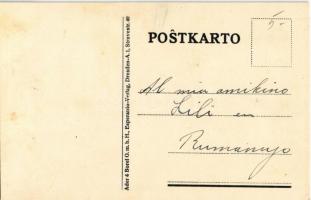 POŜTKARTO
Al mia amikino
Lili en
Rumanujo
Ader & Borel G. m. b. H., Esperanto-Verlag, Dresden-A. 1, Struvestr. 40